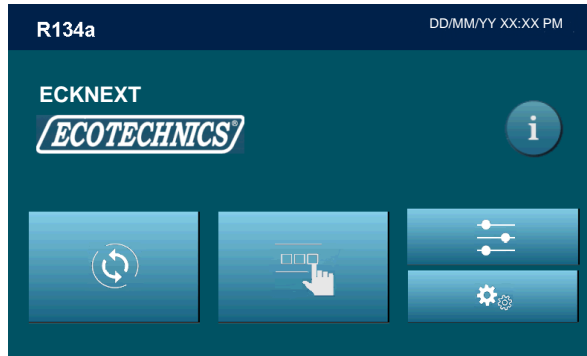 R134a
DD/MM/YY XX:XX PM
ECKNEXT
ECOTECHNICS®
i